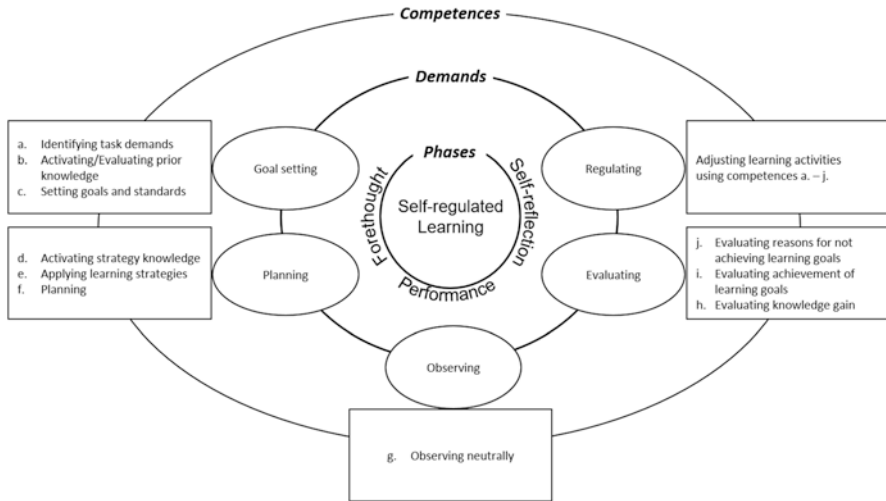 Competences
Demands
Phases
a. Identifying task demands
b. Activating/Evaluating prior
knowledge
c. Setting goals and standards
Goal setting
Forethought
Self-regulated
Learning
Self-reflection
Performance
Regulating
Adjusting learning activities
using competences a. – j.
d. Activating strategy knowledge
e. Applying learning strategies
f. Planning
Planning
Evaluating
j. Evaluating reasons for not
achieving learning goals
i. Evaluating achievement of
learning goals
h. Evaluating knowledge gain
Observing
g. Observing neutrally